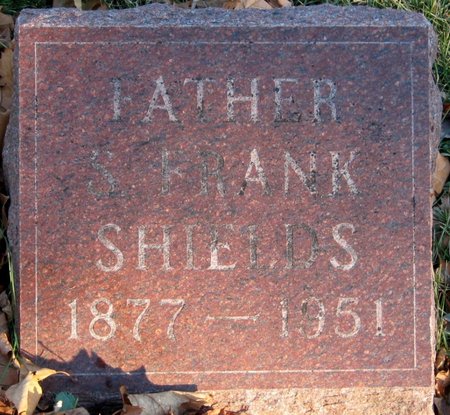 FATHER
S. FRANK
SHIELDS
1877 — 1951